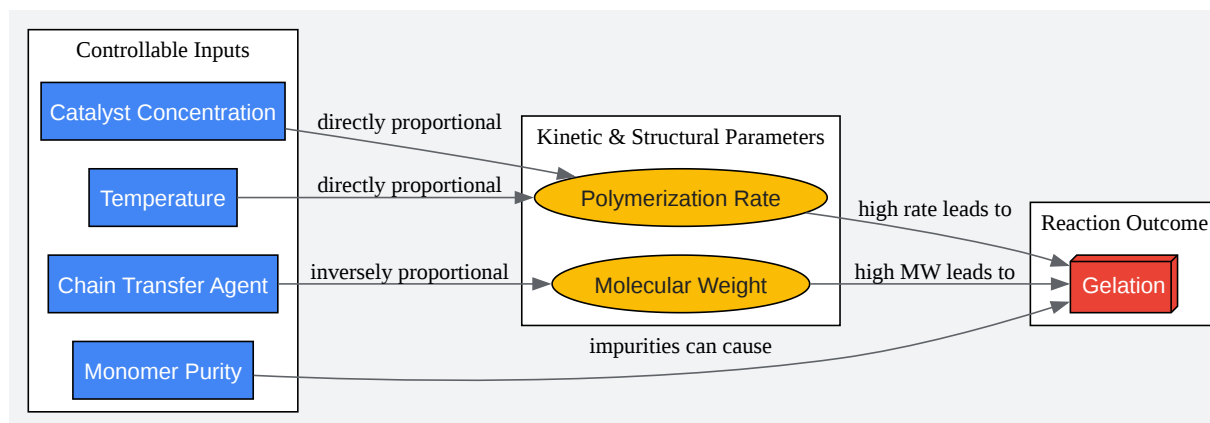 Controllable Inputs
Catalyst Concentration
Temperature
Chain Transfer Agent
Monomer Purity
directly proportional
directly proportional
inversely proportional
impurities can cause
Kinetic & Structural Parameters
Polymerization Rate
Molecular Weight
high rate leads to
high MW leads to
Reaction Outcome
Gelation